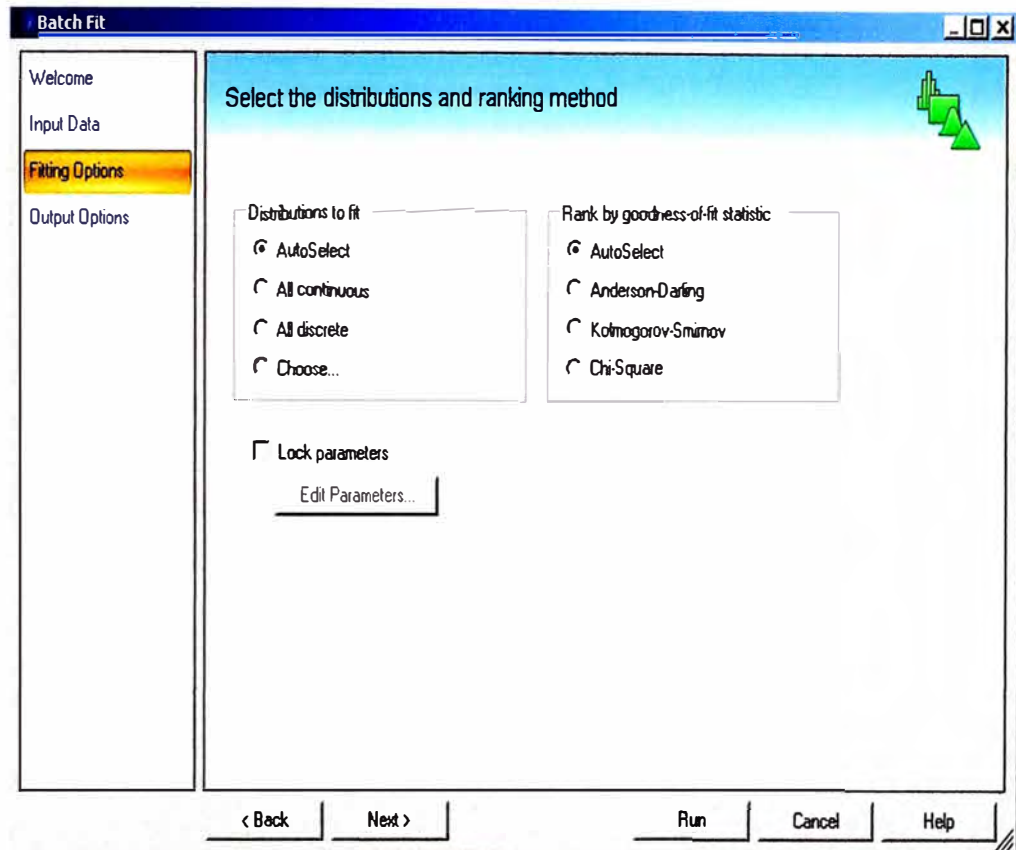 Batch Fit
Welcome
Input Data
Fitting Options
Output Options
Select the distributions and ranking method
Distributions to fit
AutoSelect
All continuous
All discrete
Choose...
Rank by goodness-of-fit statistic
AutoSelect
Anderson-Darling
Kolmogorov-Smirnov
Chi-Square
Lock parameters
Edit Parameters...
< Back
Next >
Run
Cancel
Help